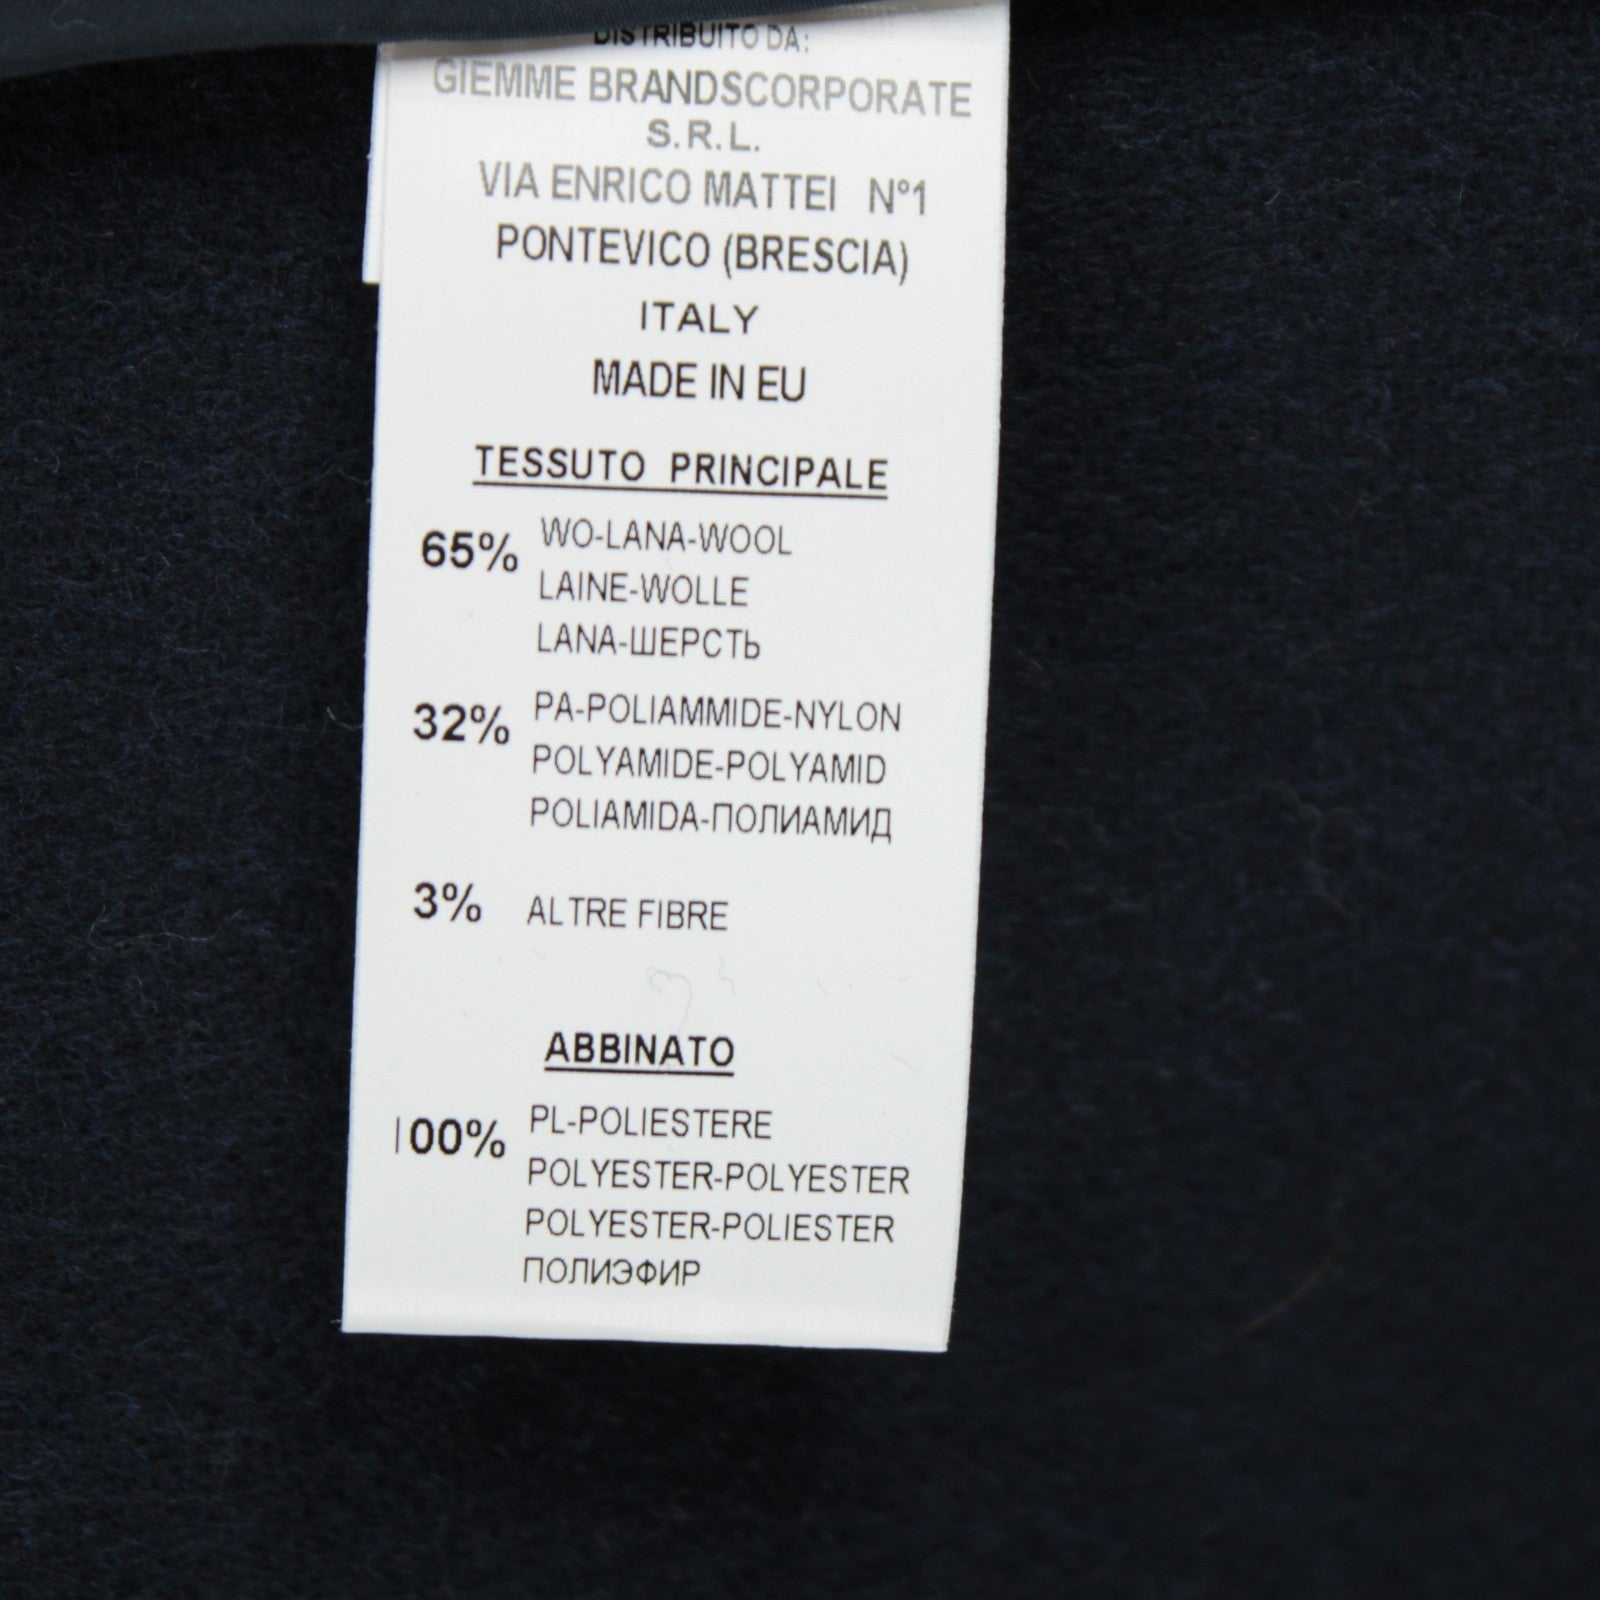 DISTRIBUITO DA:
GIEMME BRANDSCORPORATE
S.R.L.
VIA ENRICO MATTEI N°1
PONTEVICO (BRESCIA)
ITALY
MADE IN EU
TESSUTO PRINCIPALE
65% WO-LANA-WOOL
LAINE-WOLLE
LANA-ШЕРСТЬ
32% PA-POLIAMMIDE-NYLON
POLYAMIDE-POLYAMID
POLIAMIDA-ПОЛИАМИД
3% ALTRE FIBRE
ABBINATO
100% PL-POLIESTERE
POLYESTER-POLYESTER
POLYESTER-POLIESTER
ПОЛИЭФИР